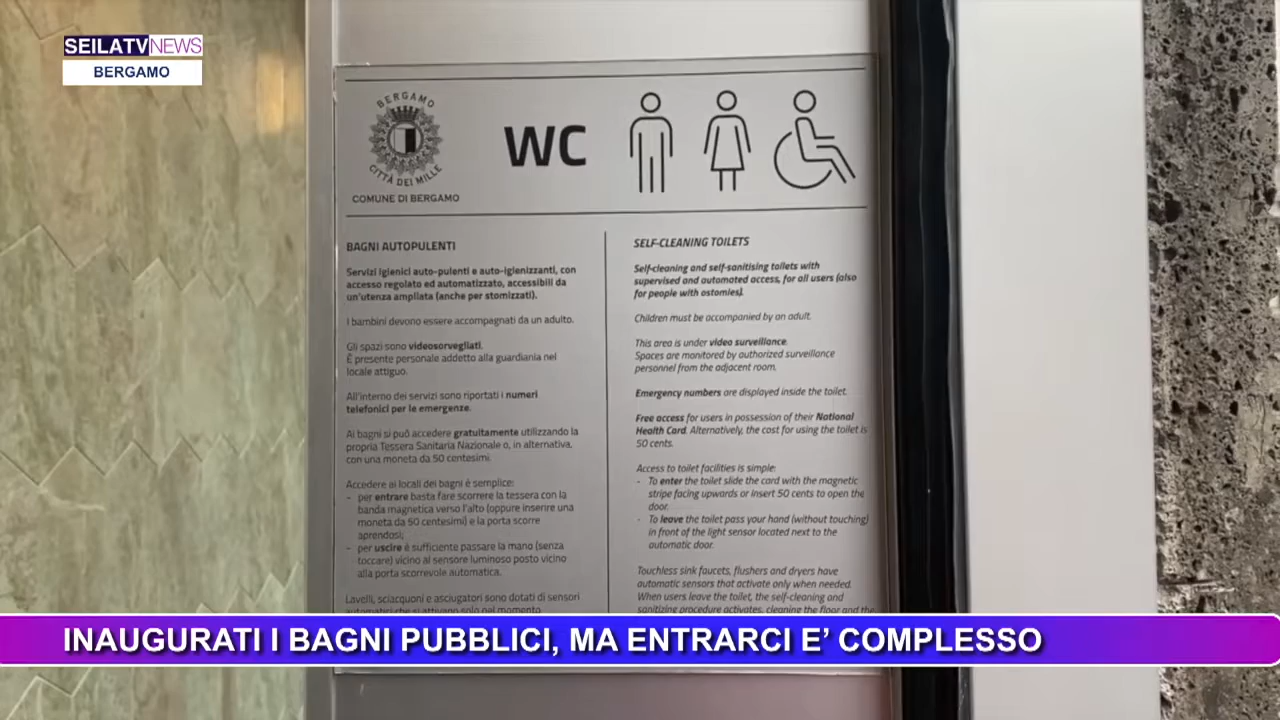 SEILATVNEWS
BERGAMO
BERGAMO
CITTÀ DEI MILLE
COMUNE DI BERGAMO
WC
BAGNI AUTOPULENTI
Servizi igienici auto-pulenti e auto-igienizzanti, con
accesso regolato ed automatizzato, accessibili da
un'utenza ampliata (anche per stomizzati).
I bambini devono essere accompagnati da un adulto.
Gli spazi sono videosorvegliati.
È presente personale addetto alla guardiania nel
locale attiguo.
All'interno dei servizi sono riportati i numeri
telefonici per le emergenze.
Ai bagni si può accedere gratuitamente utilizzando la
propria Tessera Sanitaria Nazionale o, in alternativa,
con una moneta da 50 centesimi.
Accedere ai locali dei bagni è semplice:
- per entrare basta fare scorrere la tessera con la
banda magnetica verso l'alto (oppure inserire una
moneta da 50 centesimi) e la porta scorre
aprendosi;
- per uscire è sufficiente passare la mano (senza
toccare) vicino al sensore luminoso posto vicino
alla porta scorrevole automatica.
Lavelli, sciacquoni e asciugatori sono dotati di sensori
automatici che si attivano solo nel momento
SELF-CLEANING TOILETS
Self-cleaning and self-sanitising toilets with
supervised and automated access, for all users (also
for people with ostomies).
Children must be accompanied by an adult.
This area is under video surveillance.
Spaces are monitored by authorized surveillance
personnel from the adjacent room.
Emergency numbers are displayed inside the toilet.
Free access for users in possession of their National
Health Card. Alternatively, the cost for using the toilet is
50 cents.
Access to toilet facilities is simple:
- To enter the toilet slide the card with the magnetic
stripe facing upwards or insert 50 cents to open the
door.
- To leave the toilet pass your hand (without touching)
in front of the light sensor located next to the
automatic door.
Touchless sink faucets, flushers and dryers have
automatic sensors that activate only when needed.
When users leave the toilet, the self-cleaning and
sanitizing procedure activates, cleaning the floor and the
INAUGURATI I BAGNI PUBBLICI, MA ENTRARCI E' COMPLESSO